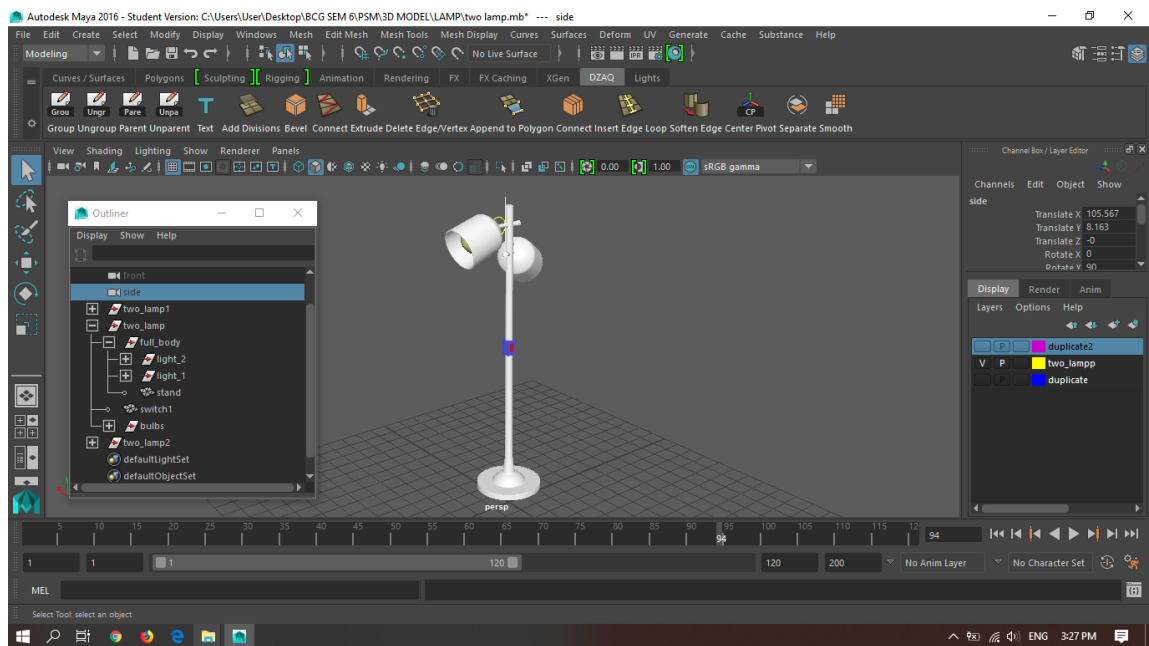 Autodesk Maya 2016 - Student Version: C:\Users\User\Desktop\BCG SEM 6\PSM\3D MODEL\LAMP\two lamp.mb* --- side
File Edit Create Select Modify Display Windows Mesh Edit Mesh Mesh Tools Mesh Display Curves Surfaces Deform UV Generate Cache Substance Help
Modeling No Live Surface
Curves / Surfaces Polygons Sculpting Rigging Animation Rendering FX FX Caching XGen DZAQ Lights
Grou Ungr Pare Unpa T CP
Group Ungroup Parent Unparent Text Add Divisions Bevel Connect Extrude Delete Edge/Vertex Append to Polygon Connect Insert Edge Loop Soften Edge Center Pivot Separate Smooth
View Shading Lighting Show Renderer Panels
0.00 1.00 sRGB gamma
Outliner
Display Show Help
front
side
two_lamp1
two_lamp
full_body
light_2
light_1
stand
switch1
bulbs
two_lamp2
defaultLightSet
defaultObjectSet
persp
Channel Box / Layer Editor
Channels Edit Object Show
side
Translate X 105.567
Translate Y 8.163
Translate Z -0
Rotate X 0
Rotate Y 90
Display Render Anim
Layers Options Help
P duplicate2
V P two_lampp
P duplicate
5 10 15 20 25 30 35 40 45 50 55 60 65 70 75 80 85 90 95 100 105 110 115 12
94 94
1 1 1 120 120 200 No Anim Layer No Character Set
MEL
Select Tool: select an object
ENG 3:27 PM